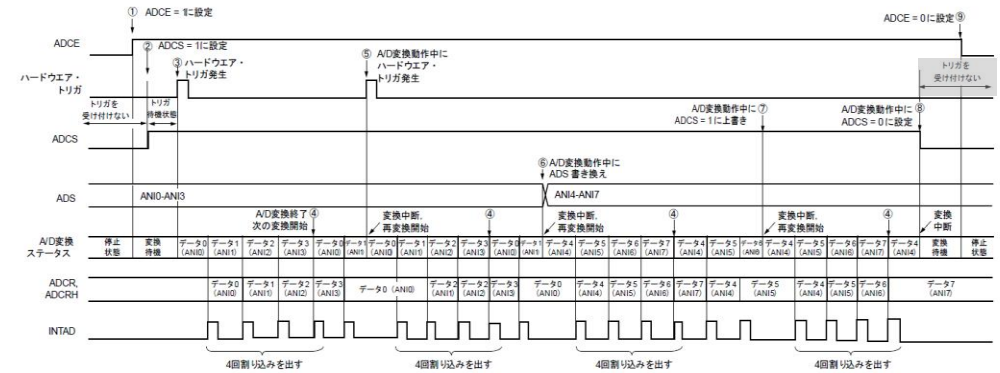 ① ADCE = 1に設定
ADCE = 0に設定 ⑨
ADCE
② ADCS = 1に設定
③ ハードウエア・
トリガ発生
⑤ A/D変換動作中に
ハードウエア・
トリガ発生
ハードウエア・
トリガ
トリガを
受け付けない
トリガを
受け付けない
トリガ
待機状態
A/D変換動作中に ⑦
ADCS = 1に上書き
A/D変換動作中に ⑧
ADCS = 0に設定
ADCS
⑥ A/D変換動作中に
ADS 書き換え
ADS
ANI0-ANI3
ANI4-ANI7
A/D変換終了 ④
次の変換開始
変換中断,
再変換開始
④
変換中断,
再変換開始
④
変換中断,
再変換開始
④
変換
中断
A/D変換
ステータス
停止
状態
変換
待機
データ0 データ1 データ2 データ3 データ0 データ1 データ0 データ1 データ2 データ3 データ0 データ1 データ4 データ5 データ6 データ7 データ4 データ5 データ6 データ4 データ5 データ6 データ7 データ4
(ANI0) (ANI1) (ANI2) (ANI3) (ANI0) (ANI1 (ANI0) (ANI1) (ANI2) (ANI3) (ANI0) (ANI1 (ANI4) (ANI5) (ANI6) (ANI7) (ANI4) (ANI5) (ANI6) (ANI4) (ANI5) (ANI6) (ANI7) (ANI4)
変換
待機
停止
状態
ADCR,
ADCRH
データ0 データ1 データ2 データ3 データ0 (ANI0) データ1 データ2 データ3 データ0 データ4 データ5 データ6 データ7 データ4 データ5 データ4 データ5 データ6 データ7
(ANI0) (ANI1) (ANI2) (ANI3) (ANI1) (ANI2) (ANI3) (ANI0) (ANI4) (ANI5) (ANI6) (ANI7) (ANI4) (ANI5) (ANI4) (ANI5) (ANI6) (ANI7)
INTAD
4回割り込みを出す
4回割り込みを出す
4回割り込みを出す
4回割り込みを出す